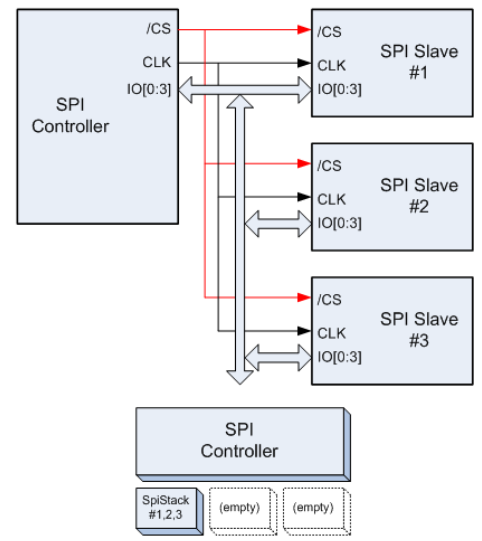 SPI
Controller
/CS
CLK
IO[0:3]
/CS
CLK
IO[0:3]
SPI Slave
#1
/CS
CLK
IO[0:3]
SPI Slave
#2
/CS
CLK
IO[0:3]
SPI Slave
#3
SPI
Controller
SpiStack
#1,2,3
(empty)
(empty)